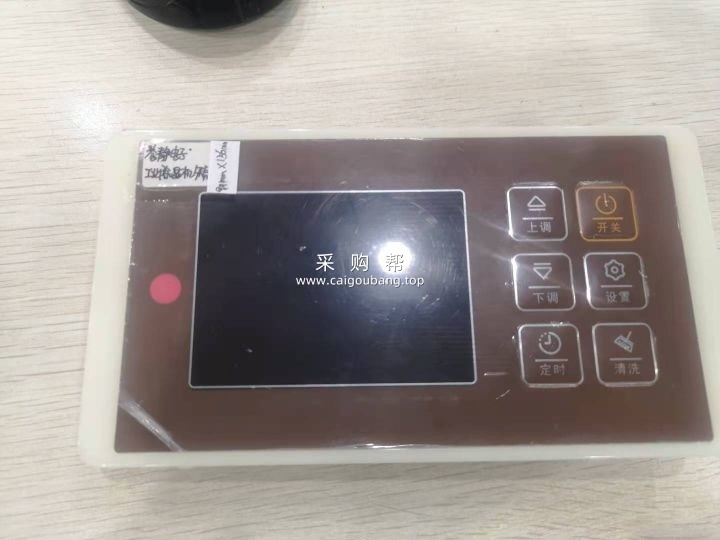 采购帮
www.caigoubang.top
上调
开关
下调
设置
定时
清洗